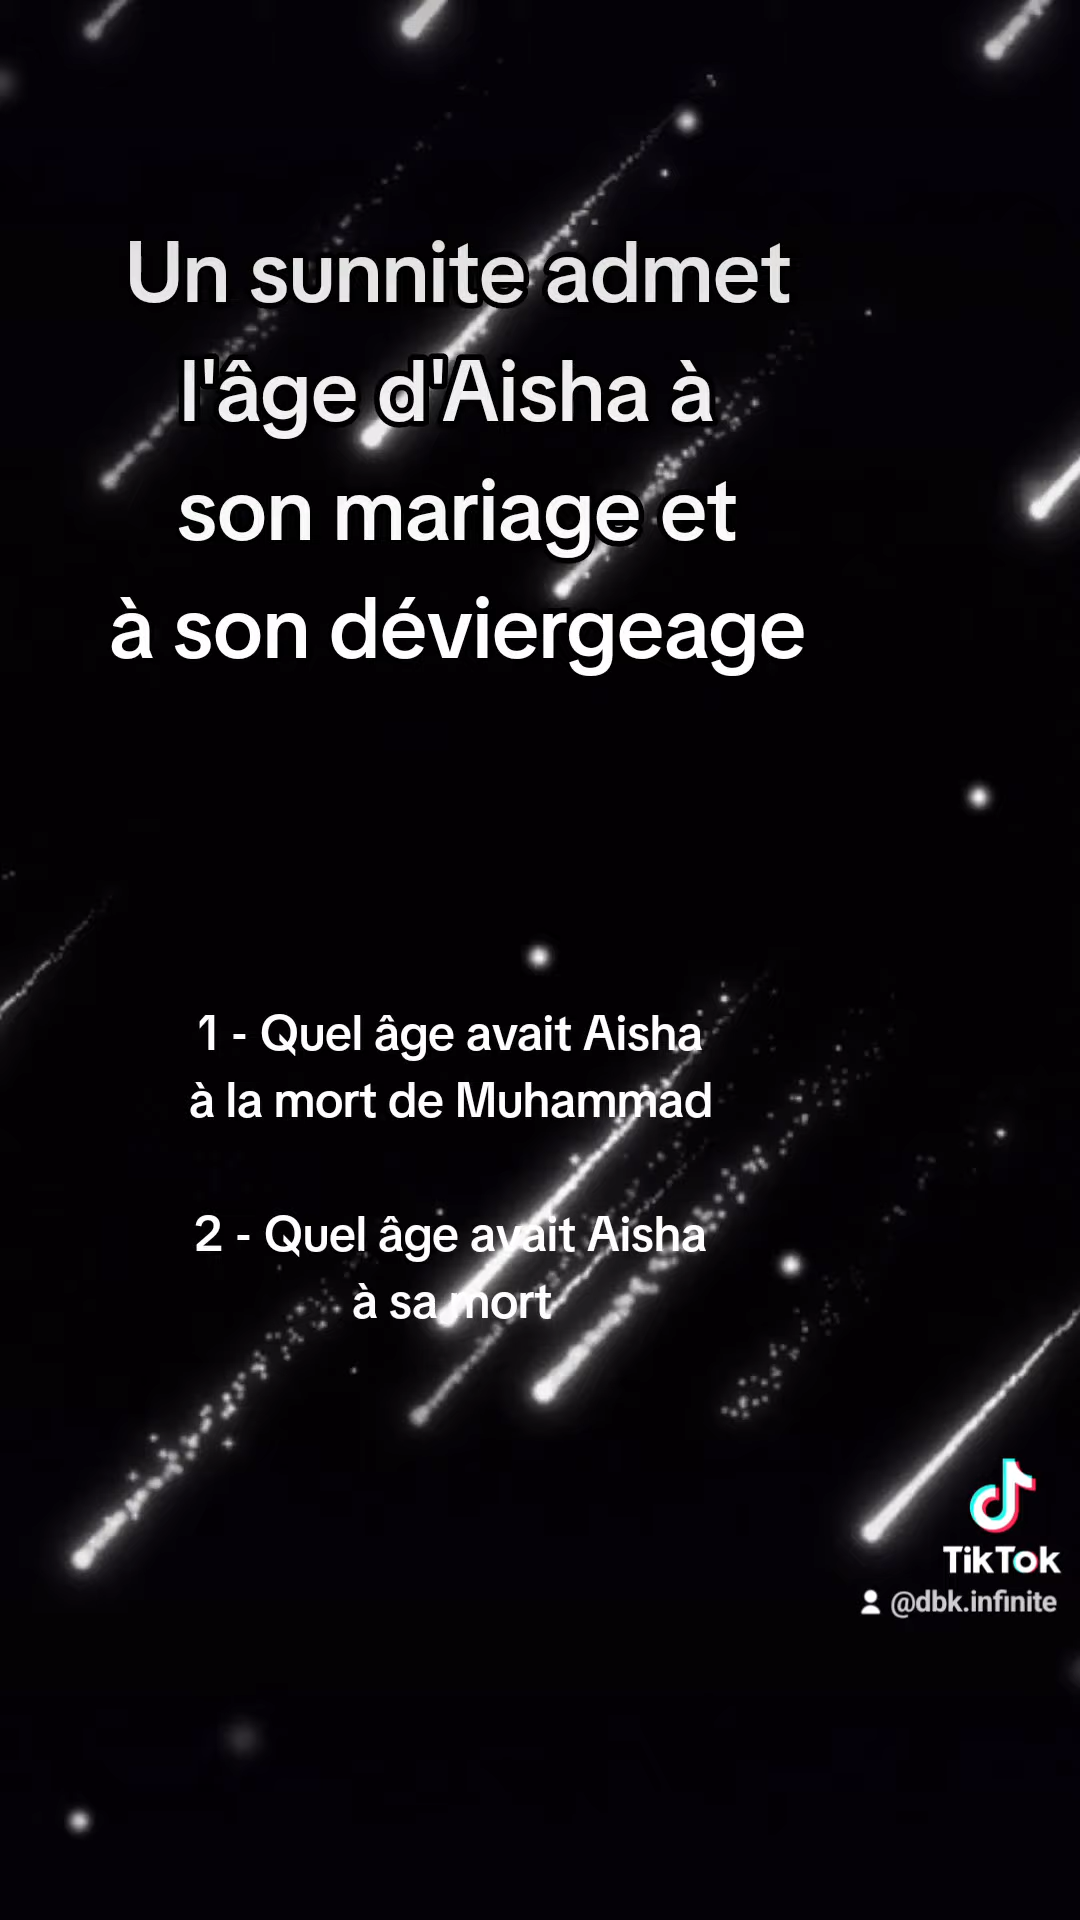 Un sunnite admet
l'âge d'Aisha à
son mariage et
à son déviergeage
1 - Quel âge avait Aisha
à la mort de Muhammad
2 - Quel âge avait Aisha
à sa mort
TikTok
@dbk.infinite